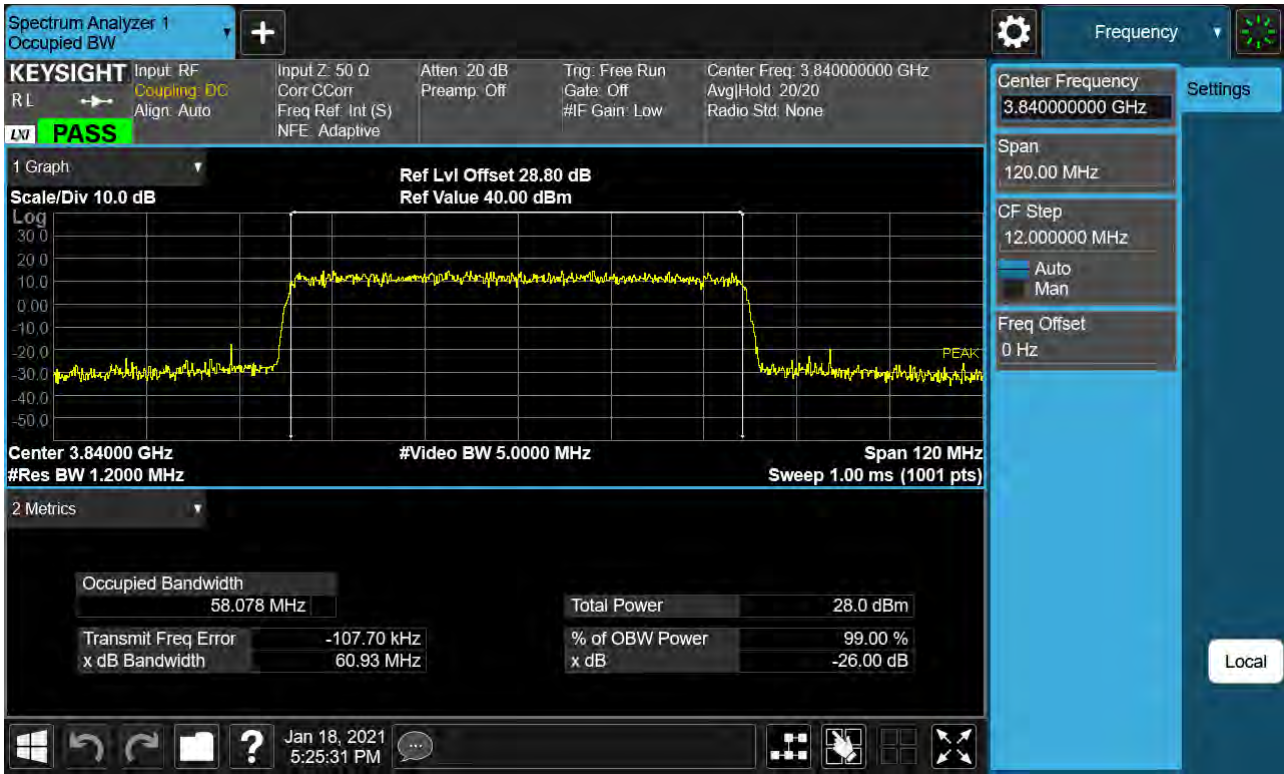 Spectrum Analyzer 1
Occupied BW
+
Frequency
KEYSIGHT
RL
LXI
PASS
Input: RF
Coupling: DC
Align: Auto
Input Z: 50 Ω
Corr CCorr
Freq Ref: Int (S)
NFE: Adaptive
Atten: 20 dB
Preamp: Off
Trig: Free Run
Gate: Off
#IF Gain: Low
Center Freq: 3.840000000 GHz
Avg|Hold: 20/20
Radio Std: None
Center Frequency
3.840000000 GHz
Settings
Span
120.00 MHz
CF Step
12.000000 MHz
Auto
Man
Freq Offset
0 Hz
Local
1 Graph
Scale/Div 10.0 dB
Ref Lvl Offset 28.80 dB
Ref Value 40.00 dBm
Log
30.0
20.0
10.0
0.00
-10.0
-20.0
-30.0
-40.0
-50.0
PEAK
Center 3.84000 GHz
#Video BW 5.0000 MHz
Span 120 MHz
#Res BW 1.2000 MHz
Sweep 1.00 ms (1001 pts)
2 Metrics
Occupied Bandwidth
58.078 MHz
Total Power 28.0 dBm
Transmit Freq Error -107.70 kHz
% of OBW Power 99.00 %
x dB Bandwidth 60.93 MHz
x dB -26.00 dB
?
Jan 18, 2021
5:25:31 PM